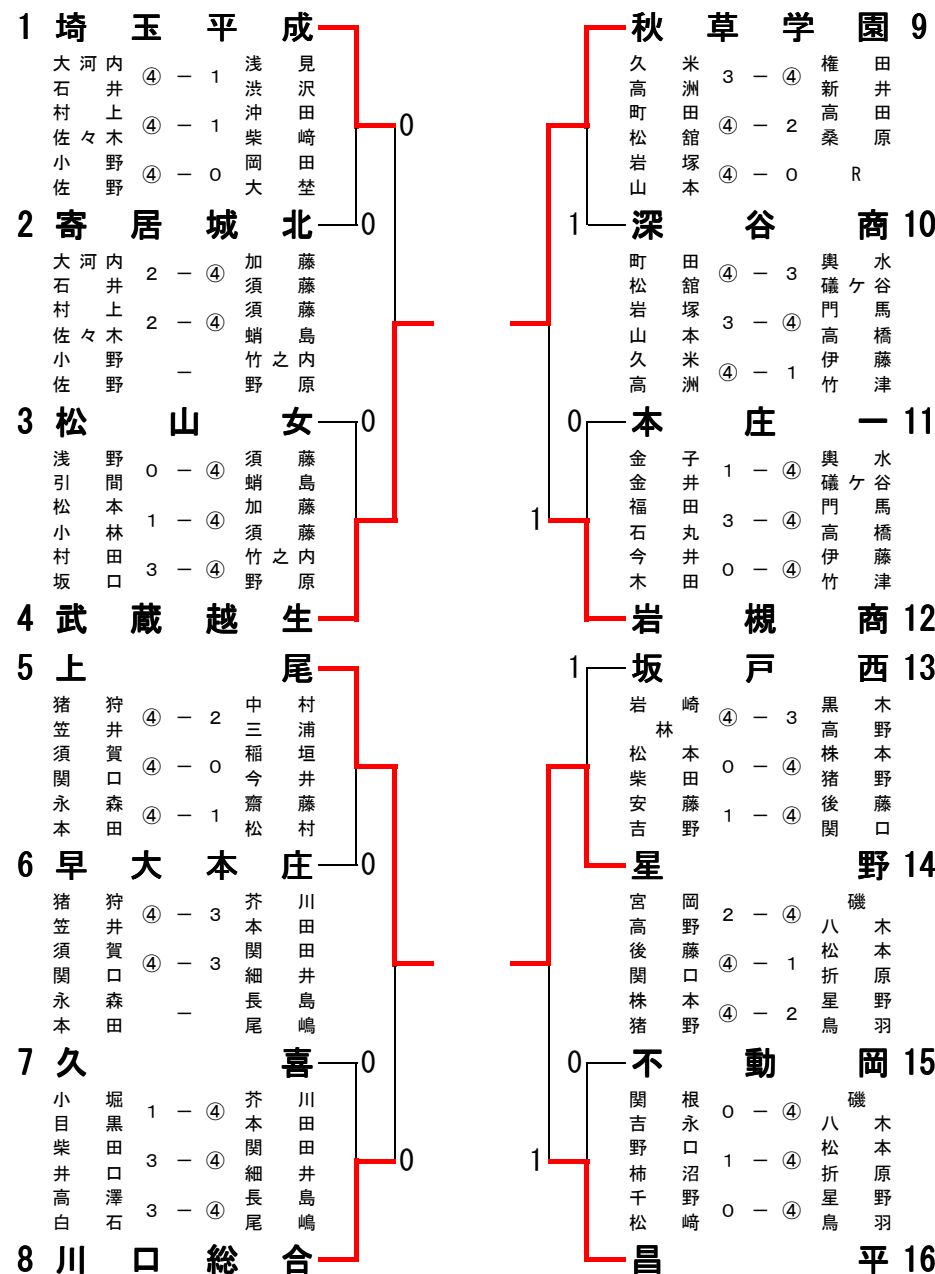 1 埼玉平成
大河内 石井 ④ － 1 浅見 渋沢
村上 佐々木 ④ － 1 沖田 柴﨑
小野 佐野 ④ － 0 岡田 大埜
0
2 寄居城北 0
大河内 石井 2 － ④ 加藤 須藤
村上 佐々木 2 － ④ 須藤 蛸島
小野 佐野 － 竹之内 野原
3 松山女 0
浅野 引間 0 － ④ 須藤 蛸島
松本 小林 1 － ④ 加藤 須藤
村田 坂口 3 － ④ 竹之内 野原
4 武蔵越生
5 上尾
猪狩 笠井 ④ － 2 中村 三浦
須賀 関口 ④ － 0 稲垣 今井
永森 本田 ④ － 1 齋藤 松村
6 早大本庄 0
猪狩 笠井 ④ － 3 芥川 本田
須賀 関口 ④ － 3 関田 細井
永森 本田 － 長島 尾嶋
7 久喜 0
小堀 目黒 1 － ④ 芥川 本田
柴田 井口 3 － ④ 関田 細井
0
高澤 白石 3 － ④ 長島 尾嶋
8 川口総合
秋草学園 9
久米 高洲 3 － ④ 権田 新井
町田 松舘 ④ － 2 高田 桑原
岩塚 山本 ④ － 0 R
1 深谷商 10
町田 松舘 ④ － 3 輿水 礒ケ谷
岩塚 山本 3 － ④ 門馬 高橋
久米 高洲 ④ － 1 伊藤 竹津
0 本庄一 11
金子 金井 1 － ④ 輿水 礒ケ谷
福田 石丸 3 － ④ 門馬 高橋
1
今井 木田 0 － ④ 伊藤 竹津
岩槻商 12
1 坂戸西 13
岩崎 林 ④ － 3 黒木 高野
松本 柴田 0 － ④ 株本 猪野
安藤 吉野 1 － ④ 後藤 関口
星野 14
宮岡 高野 2 － ④ 磯 八木
後藤 関口 ④ － 1 松本 折原
株本 猪野 ④ － 2 星野 鳥羽
0 不動岡 15
関根 吉永 0 － ④ 磯 八木
野口 柿沼 1 － ④ 松本 折原
1
千野 松﨑 0 － ④ 星野 鳥羽
昌平 16